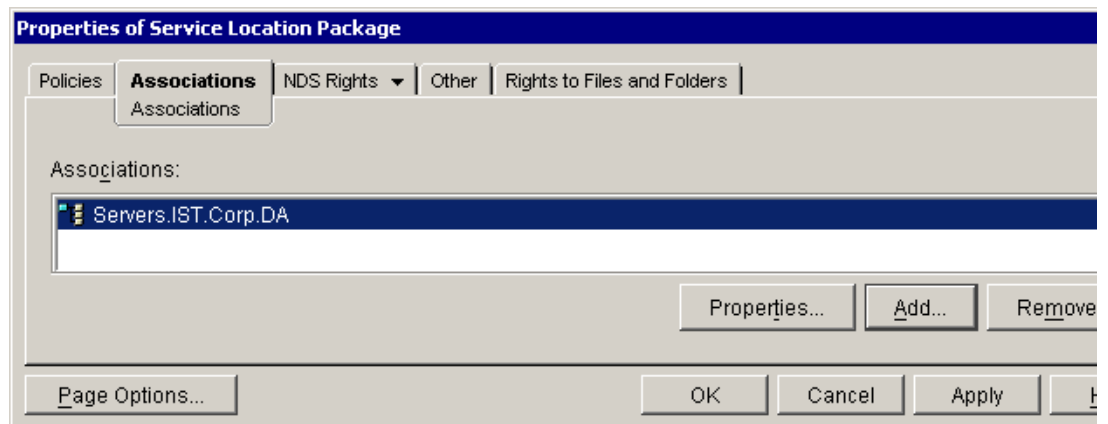 Properties of Service Location Package
Policies Associations NDS Rights Other Rights to Files and Folders
Associations
Associations:
Servers.IST.Corp.DA
Properties... Add... Remove
Page Options... OK Cancel Apply H